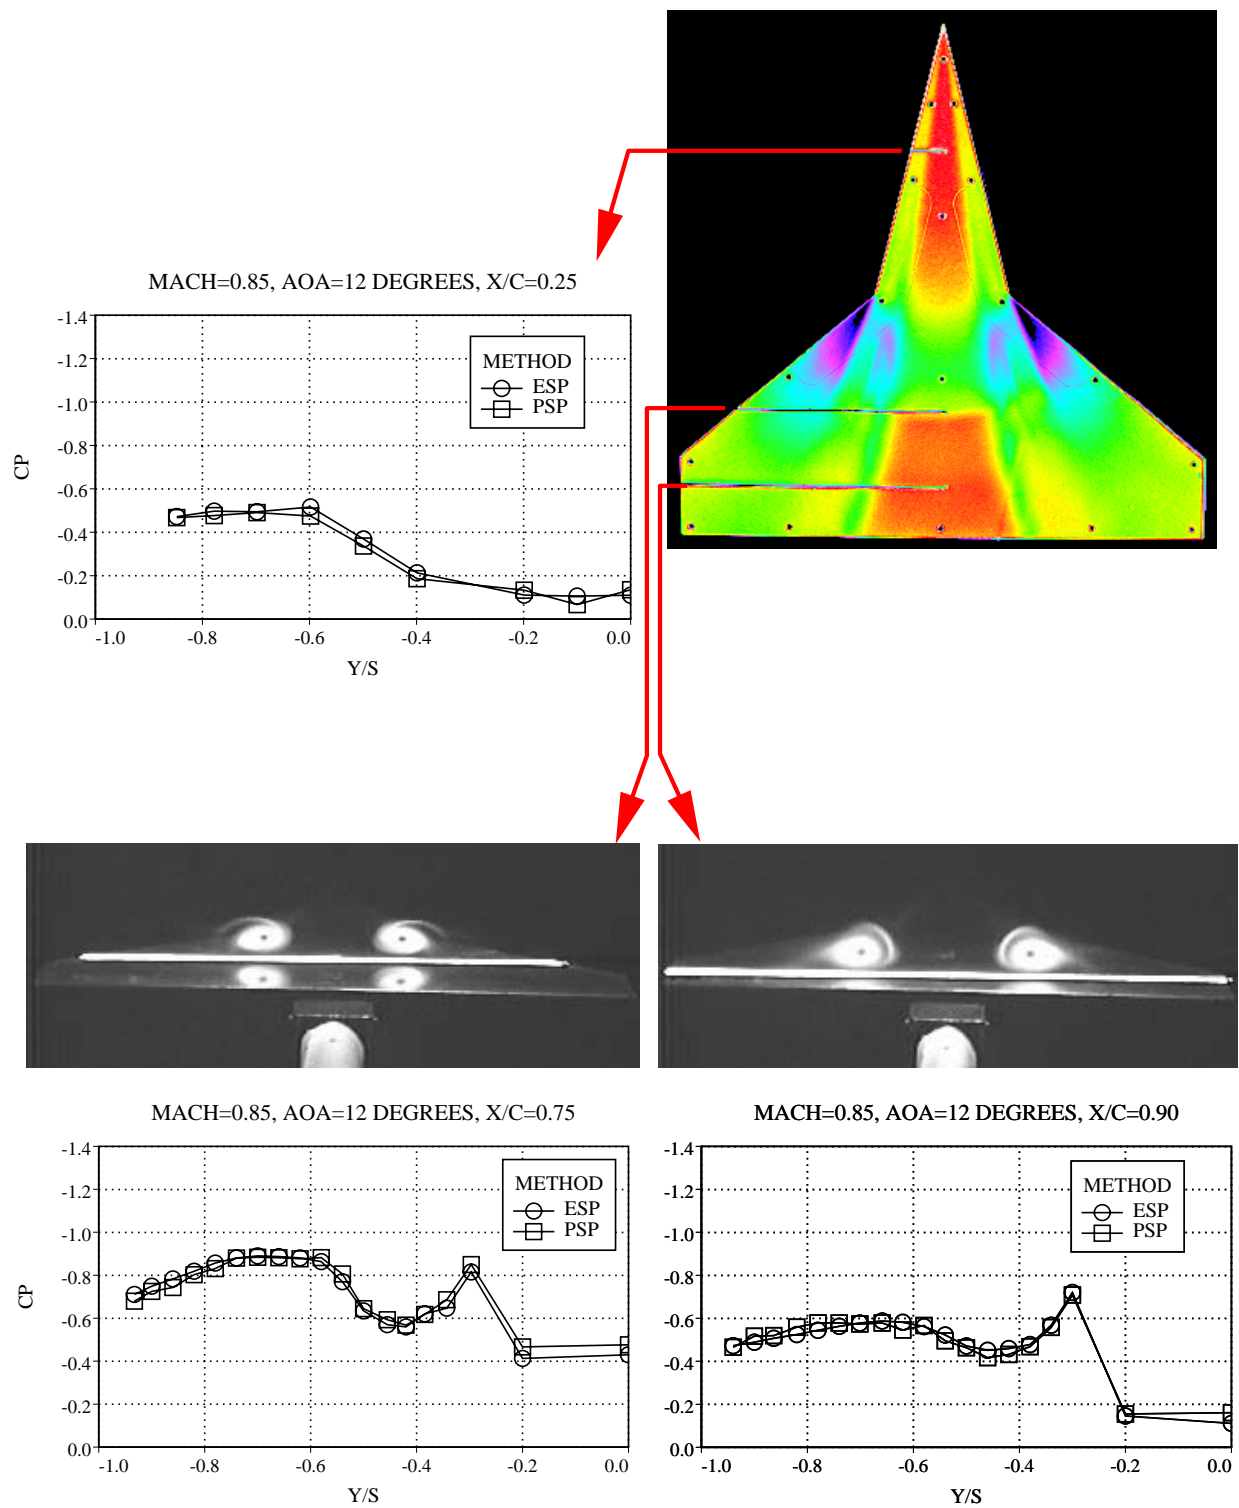 MACH=0.85, AOA=12 DEGREES, X/C=0.25
-1.4
-1.2
-1.0
-0.8
-0.6
-0.4
-0.2
0.0
CP
METHOD
ESP
PSP
-1.0 -0.8 -0.6 -0.4 -0.2 0.0
Y/S
MACH=0.85, AOA=12 DEGREES, X/C=0.75
-1.4
-1.2
-1.0
-0.8
-0.6
-0.4
-0.2
0.0
CP
METHOD
ESP
PSP
-1.0 -0.8 -0.6 -0.4 -0.2 0.0
Y/S
MACH=0.85, AOA=12 DEGREES, X/C=0.90
-1.4
-1.2
-1.0
-0.8
-0.6
-0.4
-0.2
0.0
METHOD
ESP
PSP
-1.0 -0.8 -0.6 -0.4 -0.2 0.0
Y/S